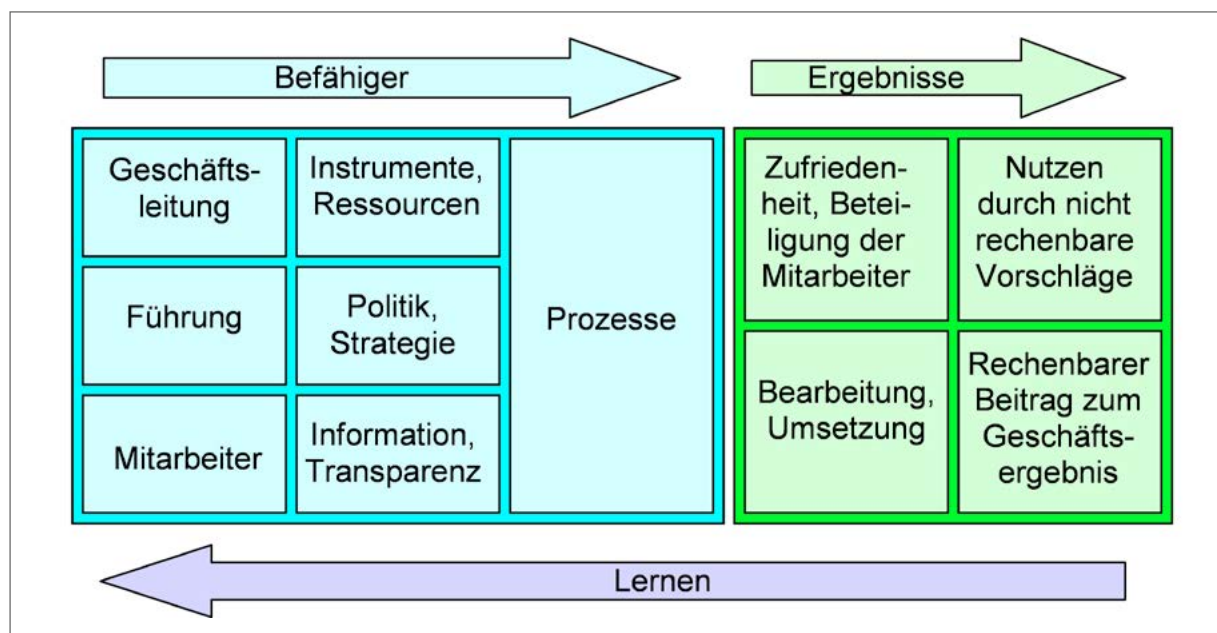 Befähiger
Ergebnisse
Geschäfts-
leitung
Instrumente,
Ressourcen
Führung
Politik,
Strategie
Mitarbeiter
Information,
Transparenz
Prozesse
Zufrieden-
heit, Betei-
ligung der
Mitarbeiter
Nutzen
durch nicht
rechenbare
Vorschläge
Bearbeitung,
Umsetzung
Rechenbarer
Beitrag zum
Geschäfts-
ergebnis
Lernen